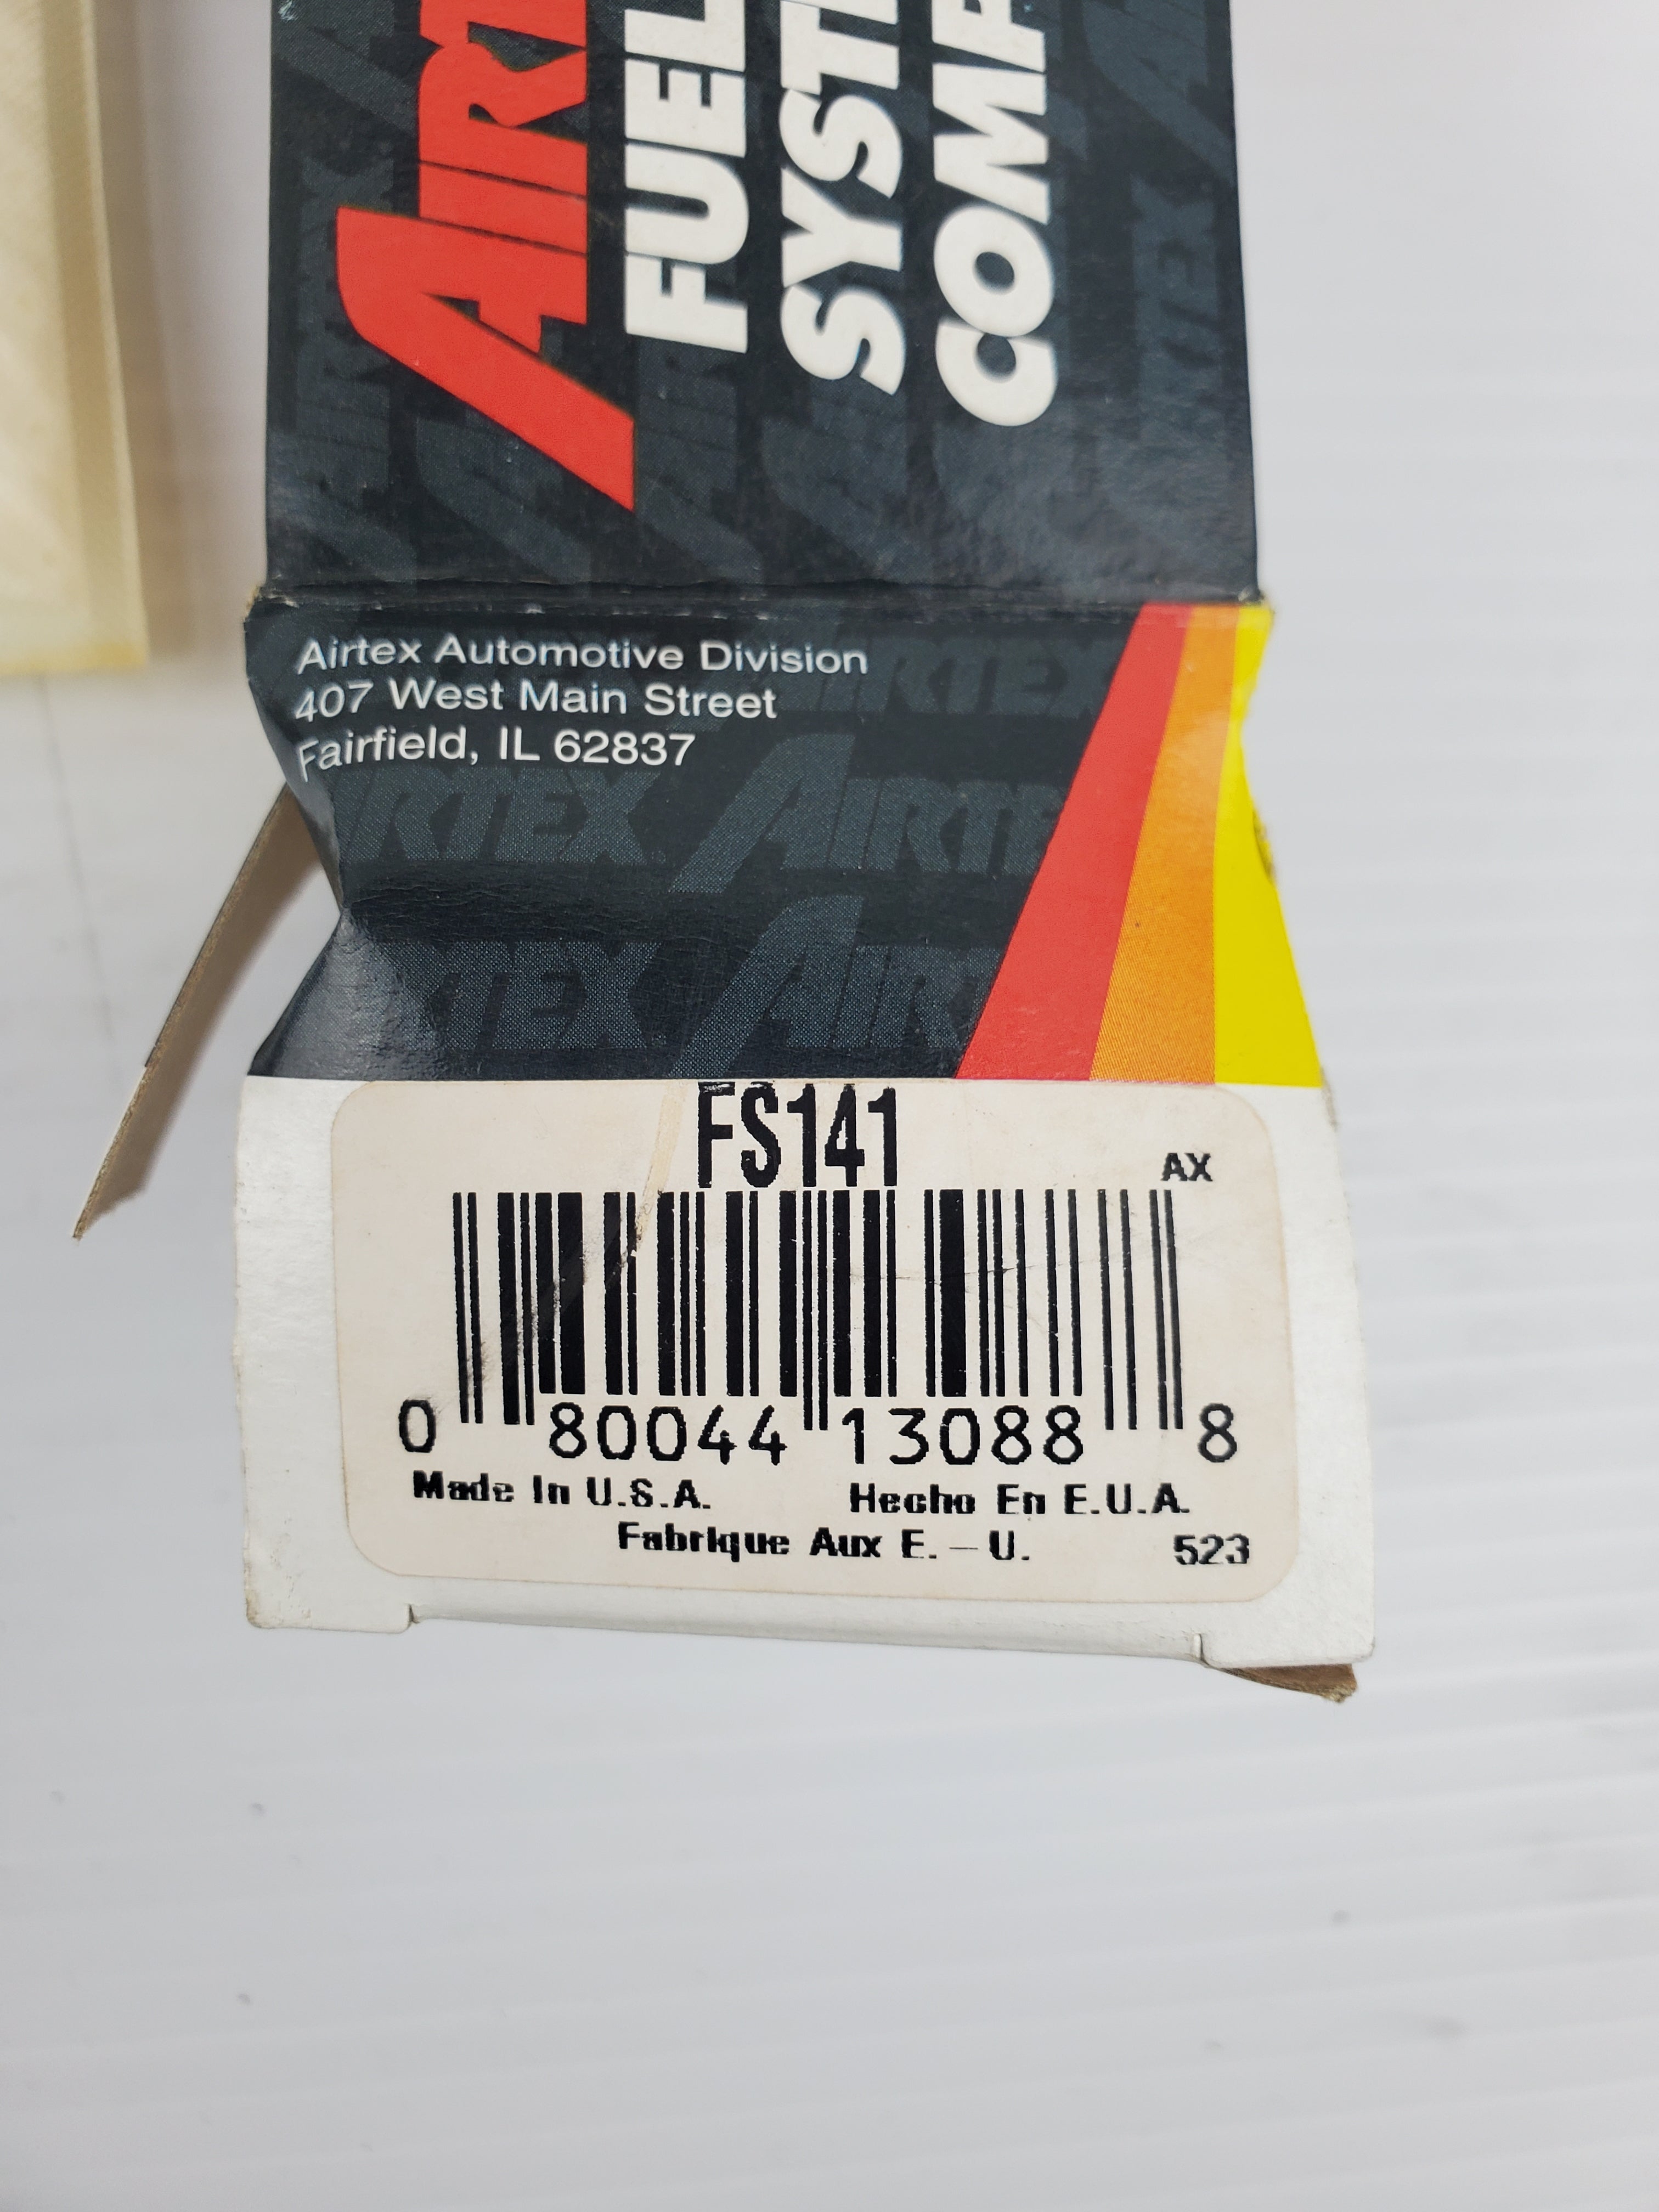 AIRT
FUEL
SYST
COMP
Airtex Automotive Division
407 West Main Street
Fairfield, IL 62837
FS141
AX
0 80044 13088 8
Made In U.S.A. Hecho En E.U.A.
Fabrique Aux E. - U. 523